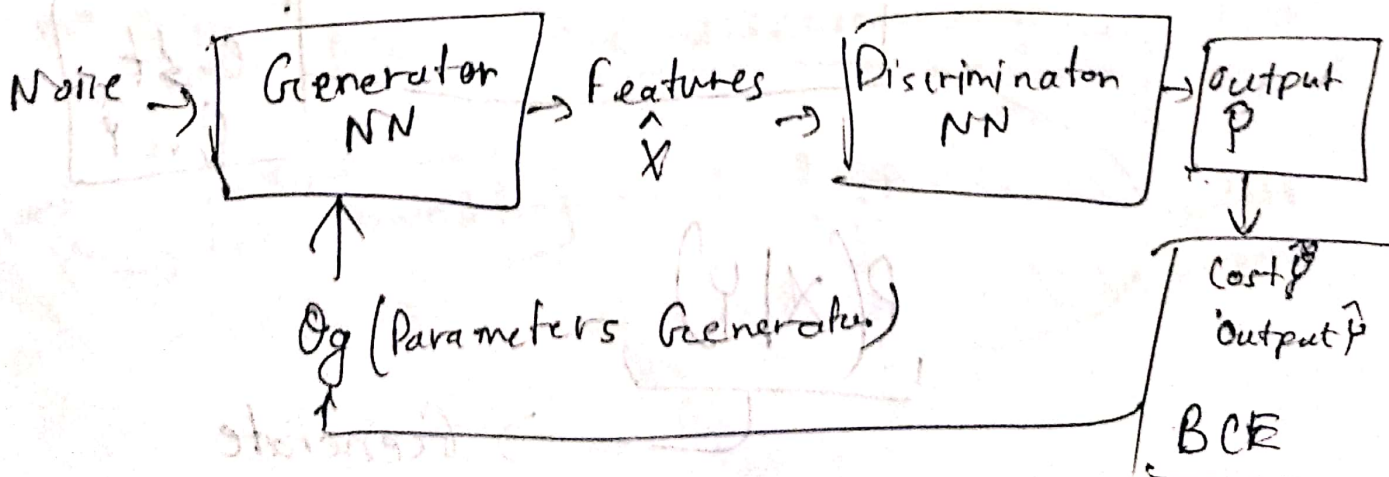 Noise → Generator NN → Features X̂ → Discriminator NN → output P̂
Cost Ŷ
output Ŷ
BCE
θg (Parameters Generator)